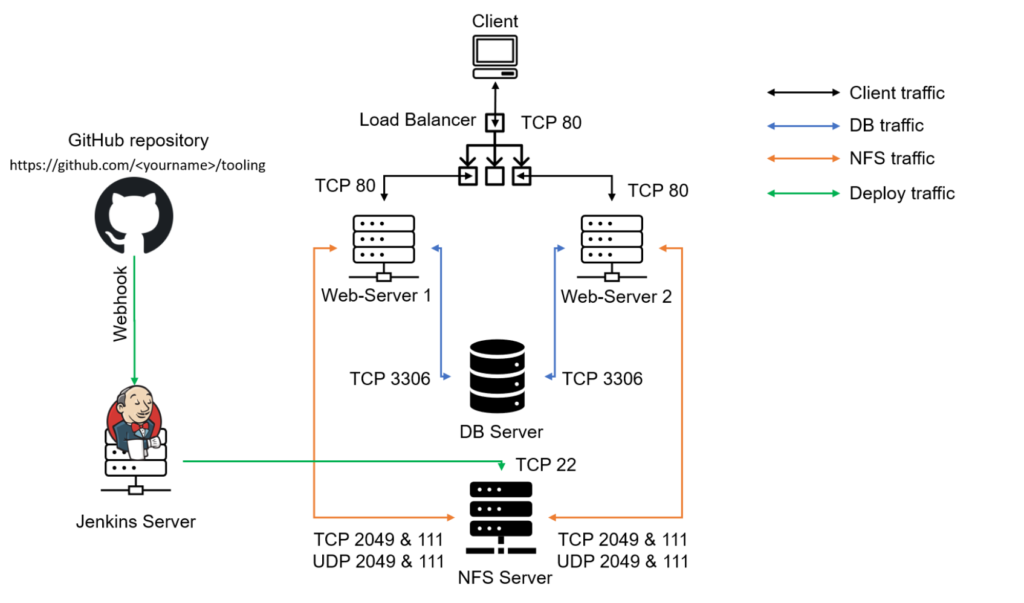 Client
Load Balancer
TCP 80
Client traffic
DB traffic
NFS traffic
Deploy traffic
GitHub repository
https://github.com/<yourname>/tooling
TCP 80
TCP 80
Webhook
Web-Server 1
Web-Server 2
TCP 3306
TCP 3306
DB Server
TCP 22
Jenkins Server
TCP 2049 & 111
UDP 2049 & 111
TCP 2049 & 111
UDP 2049 & 111
NFS Server